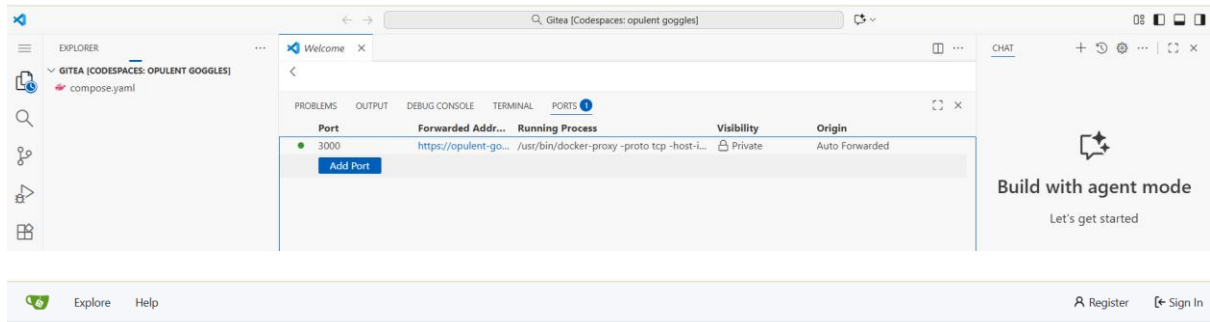 Gitea [Codespaces: opulent goggles]
EXPLORER
GITEA [CODESPACES: OPULENT GOGGLES]
compose.yaml
Welcome
PROBLEMS OUTPUT DEBUG CONSOLE TERMINAL PORTS 1
Port Forwarded Addr... Running Process Visibility Origin
3000 https://opulent-go... /usr/bin/docker-proxy -proto tcp -host-i... Private Auto Forwarded
Add Port
CHAT
Build with agent mode
Let's get started
Explore Help Register Sign In